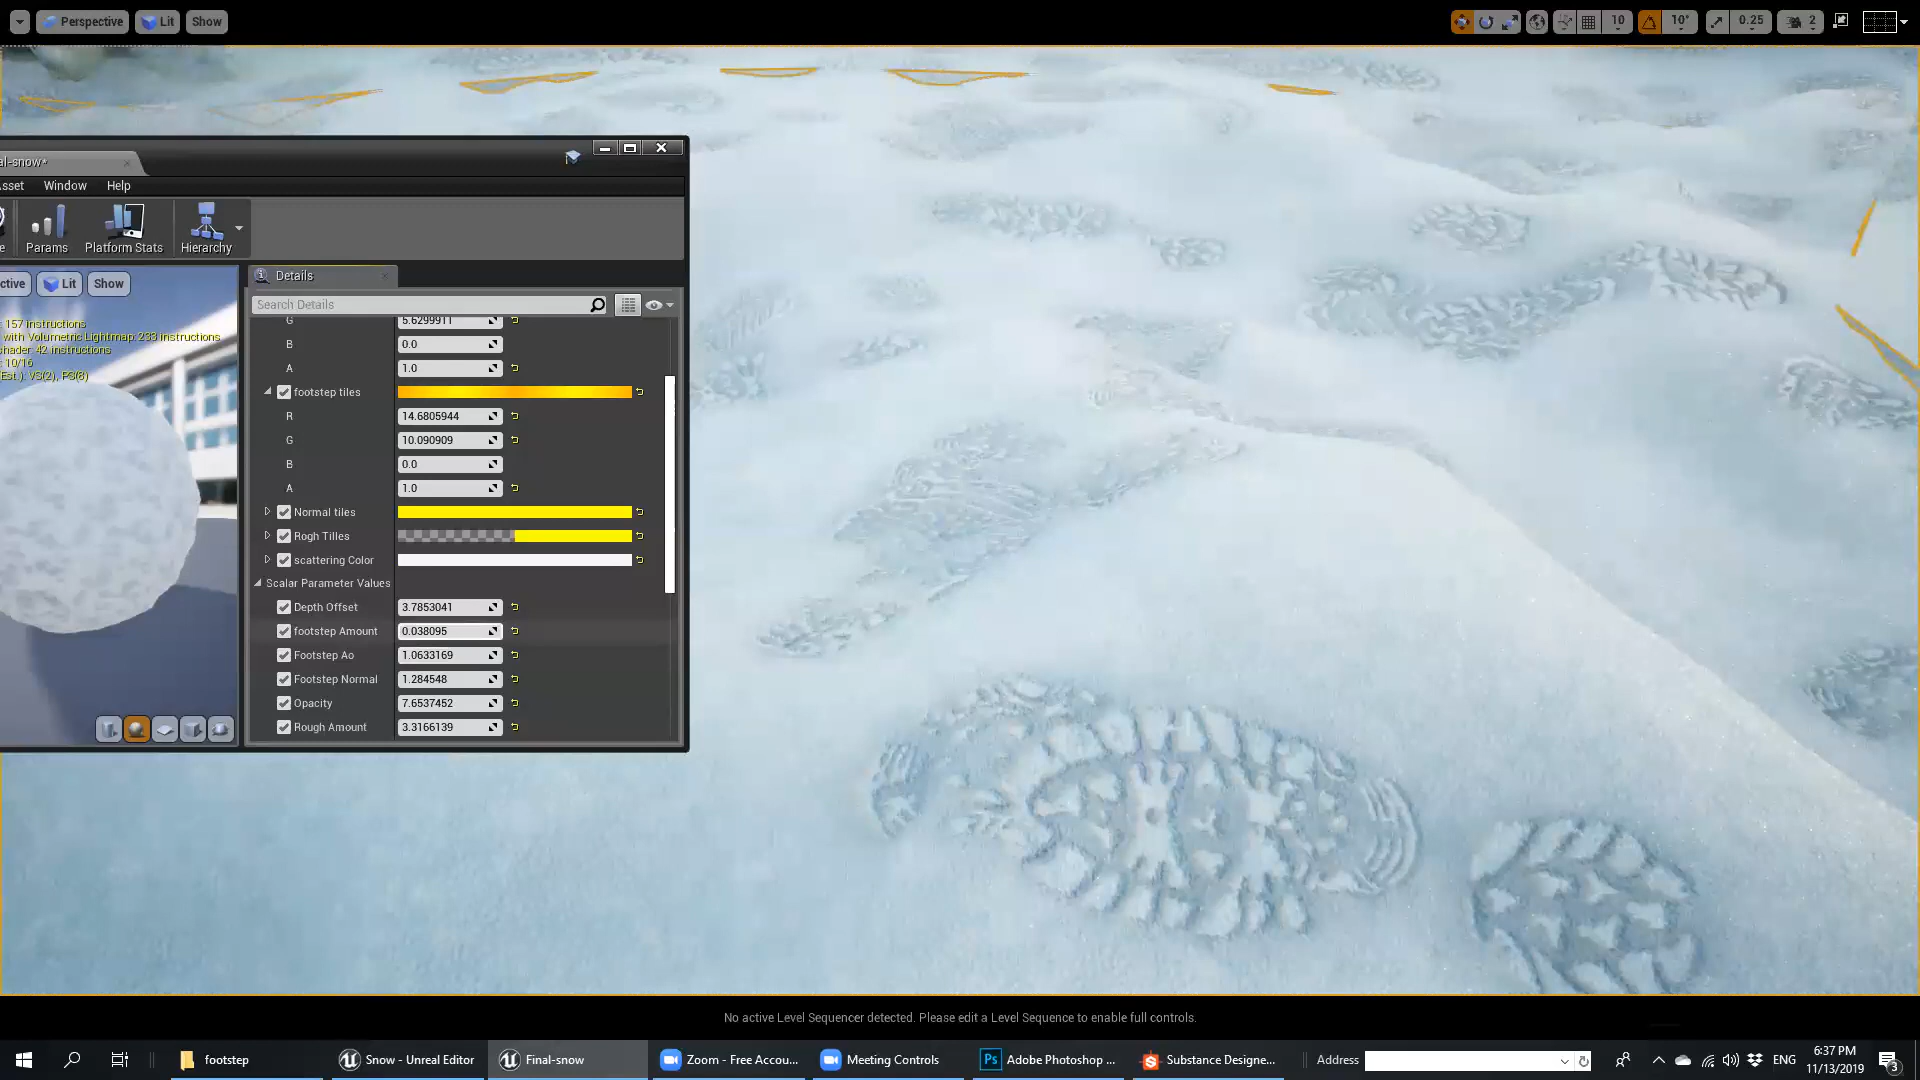 Perspective Lit Show 10 10° 0.25 2
al-snow*
Asset Window Help
e Params Platform Stats Hierarchy
ctive Lit Show
Details
Search Details
: 157 instructions
with Volumetric Lightmap: 233 instructions
shader: 42 instructions
: 10/16
Est.): VS(2), PS(8)
G 5.6299911
B 0.0
A 1.0
footstep tiles
R 14.6805944
G 10.090909
B 0.0
A 1.0
Normal tiles
Rogh Tilles
scattering Color
Scalar Parameter Values
Depth Offset 3.7853041
footstep Amount 0.038095
Footstep Ao 1.0633169
Footstep Normal 1.284548
Opacity 7.6537452
Rough Amount 3.3166139
No active Level Sequencer detected. Please edit a Level Sequence to enable full controls.
footstep Snow - Unreal Editor Final-snow Zoom - Free Accou... Meeting Controls Ps Adobe Photoshop ... Substance Designe... Address ENG 6:37 PM
11/13/2019 3